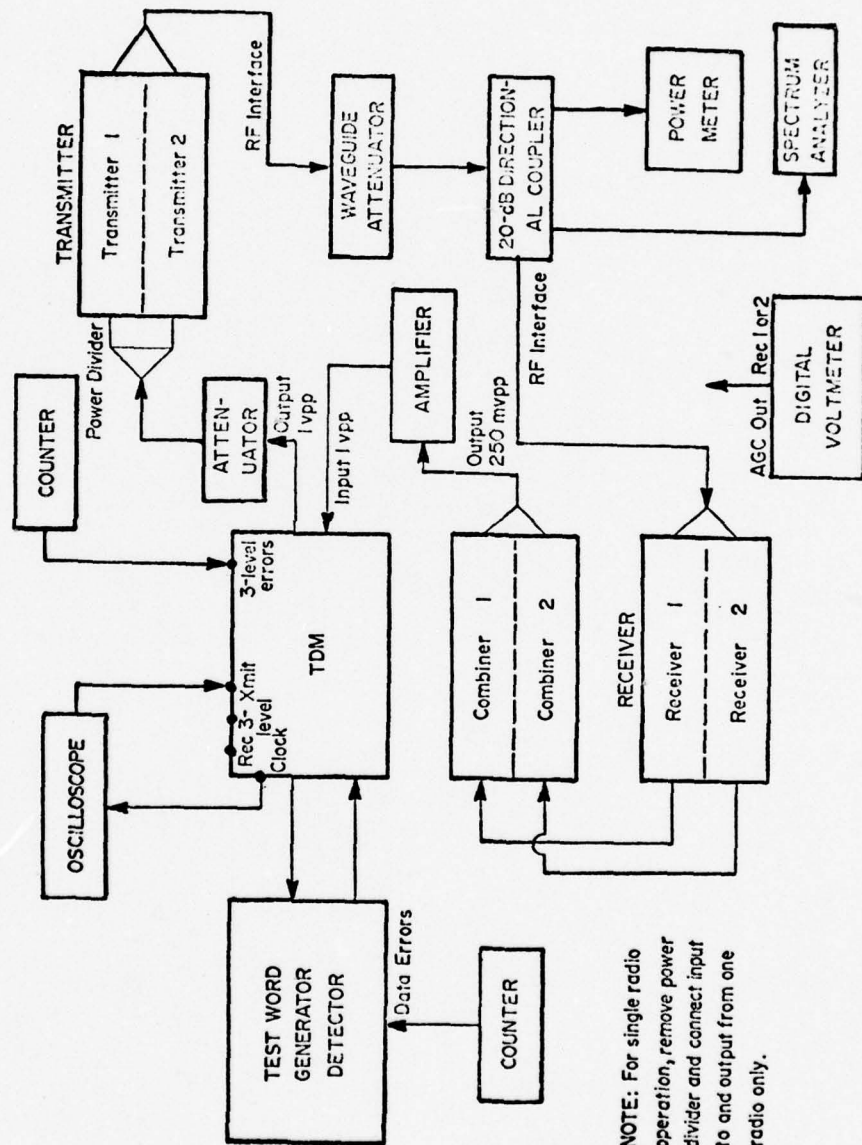 COUNTER
OSCILLOSCOPE
TRANSMITTER
Transmitter 1
Transmitter 2
Power Divider
RF Interface
ATTEN-
UATOR
Output
1 vpp
3-level
errors
Xmit
Rec 3-
level
Clock
TDM
Input 1 vpp
TEST WORD
GENERATOR
DETECTOR
Data Errors
COUNTER
AMPLIFIER
Output
250 mvpp
WAVEGUIDE
ATTENUATOR
20-dB DIRECTION-
AL COUPLER
RF Interface
POWER
METER
SPECTRUM
ANALYZER
Combiner 1
Combiner 2
RECEIVER
Receiver 1
Receiver 2
AGC Out Rec 1 or 2
DIGITAL
VOLTMETER
NOTE: For single radio
operation, remove power
divider and connect input
to and output from one
radio only.